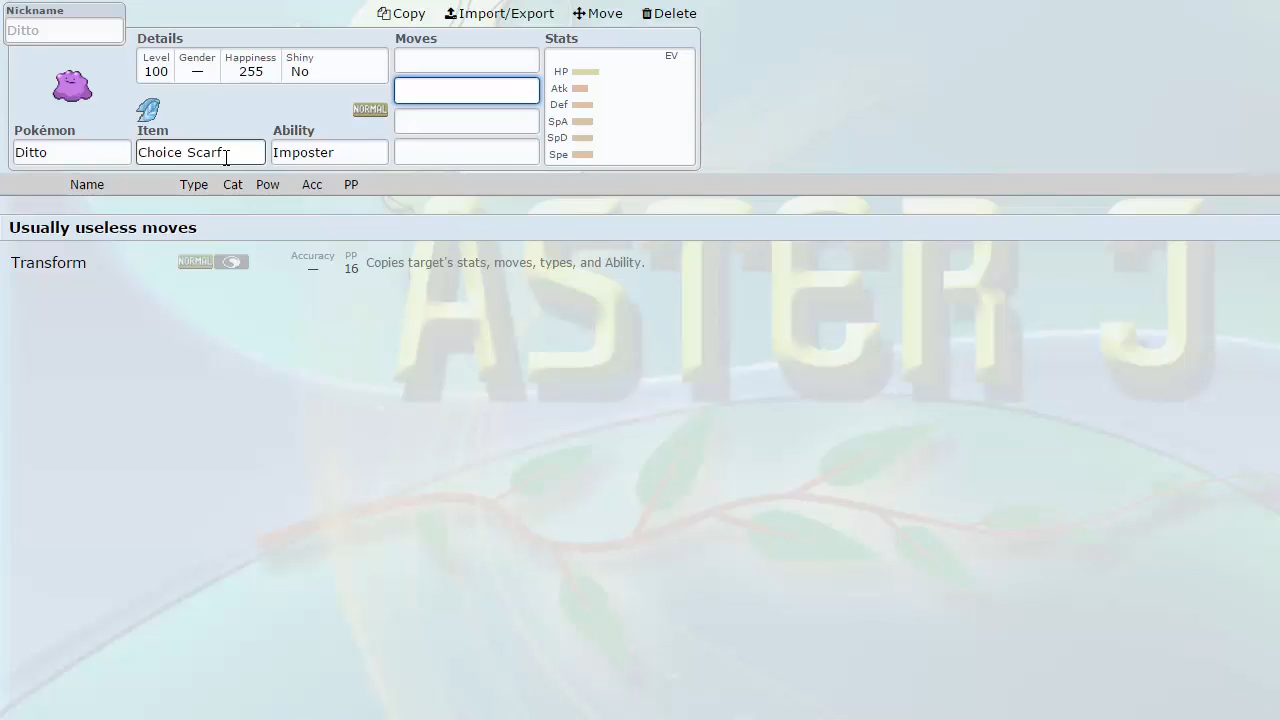 Nickname
Ditto
Copy Import/Export Move Delete
Details
Level Gender Happiness Shiny
100 — 255 No
NORMAL
Pokémon Item Ability
Ditto Choice Scarf Imposter
Moves
Stats
EV
HP
Atk
Def
SpA
SpD
Spe
Name Type Cat Pow Acc PP
Usually useless moves
Transform NORMAL Accuracy — PP 16 Copies target's stats, moves, types, and Ability.
ASTER J